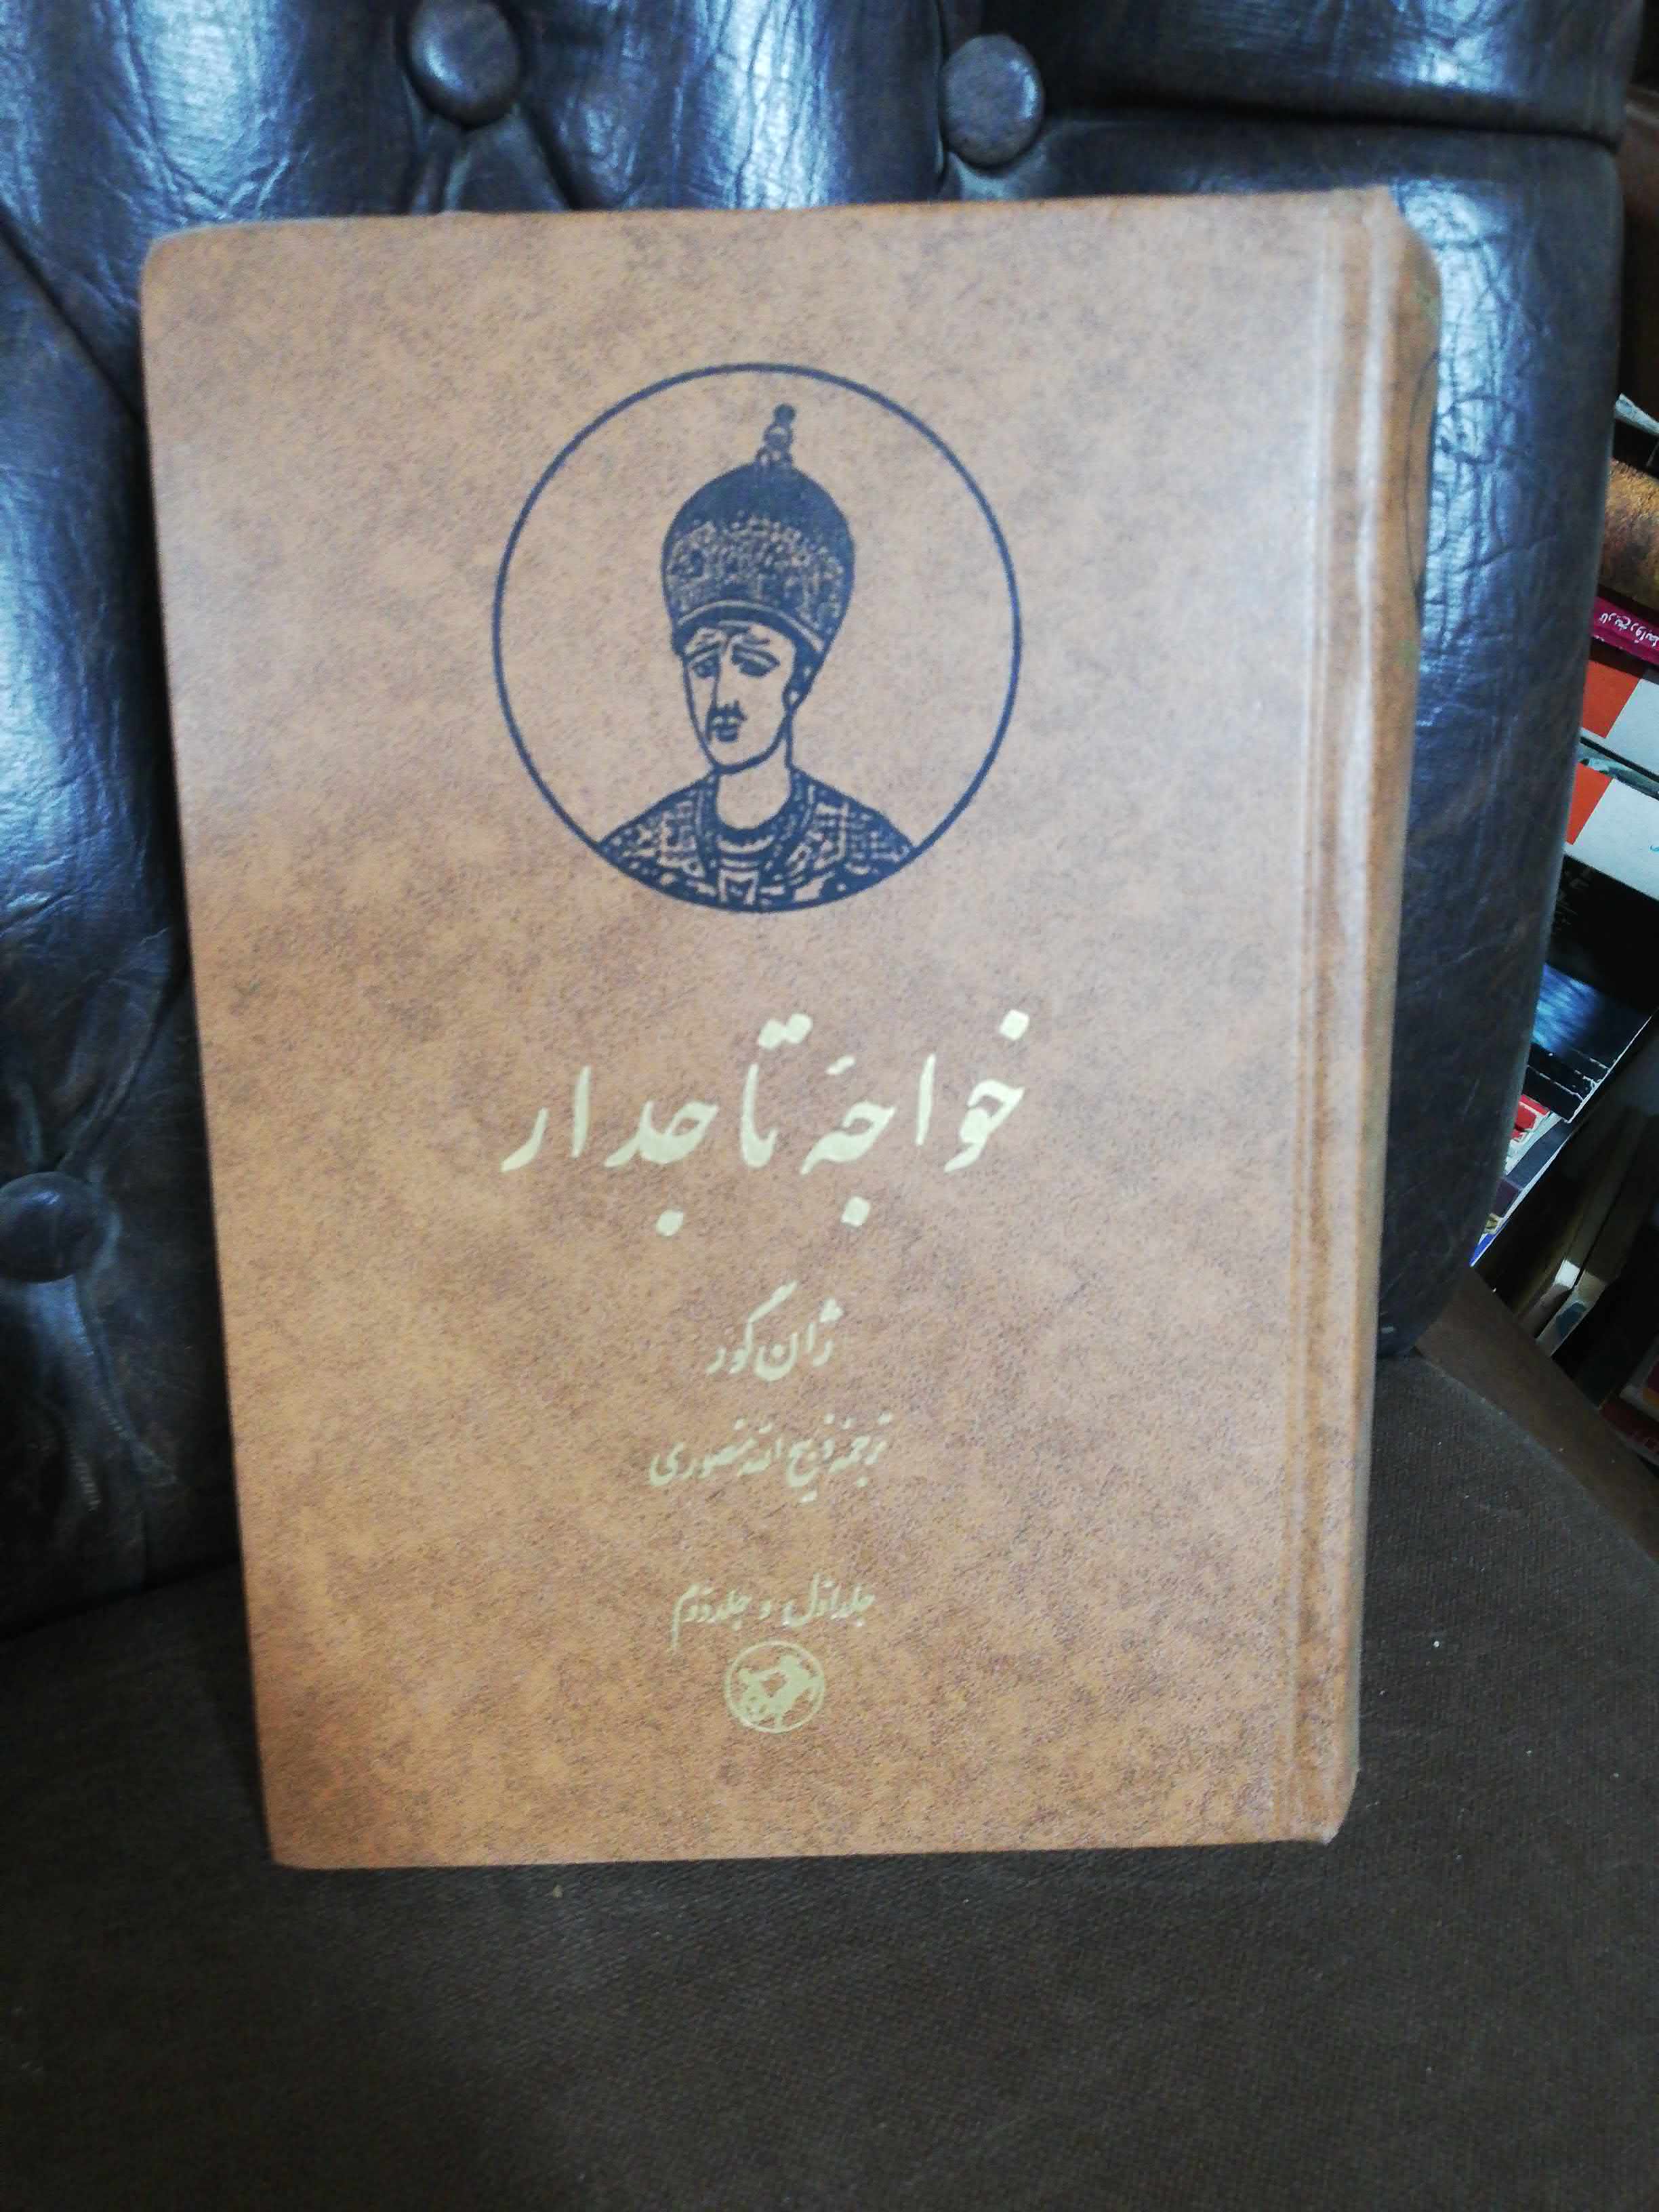 خواجهٔ تاجدار
ژان گور
ترجمهٔ ذبیح الله منصوری
جلد اول و جلد دوم